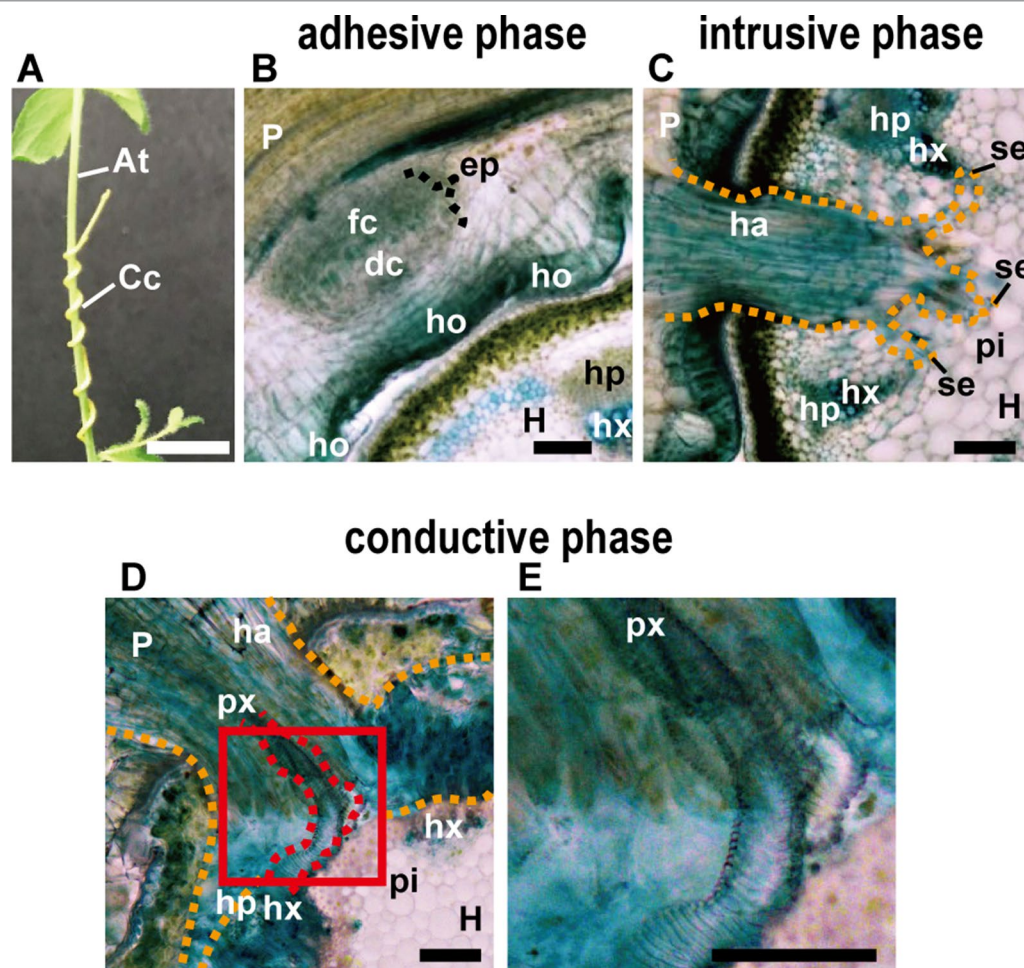 adhesive phase
intrusive phase
A
B
C
At
Cc
P
ep
fc
dc
ho
ho
ho
hp
H
hx
P
hp
hx
se
ha
se
pi
se
hx
hp
H
conductive phase
D
E
P
ha
px
hx
pi
hp
hx
H
px